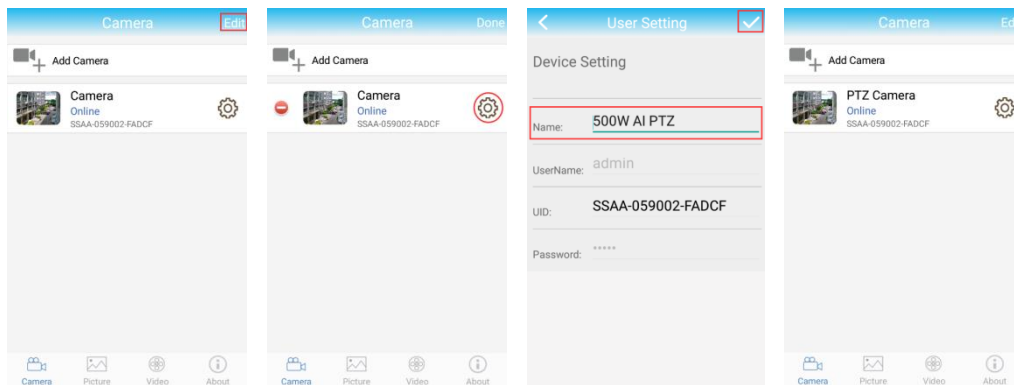 Camera
Edit
Add Camera
Camera
Online
SSAA-059002-FADCF
Camera
Picture
Video
About
Camera
Done
Add Camera
Camera
Online
SSAA-059002-FADCF
Camera
Picture
Video
About
User Setting
Device Setting
Name: 500W AI PTZ
UserName: admin
UID: SSAA-059002-FADCF
Password: •••••
Camera
Ed
Add Camera
PTZ Camera
Online
SSAA-059002-FADCF
Camera
Picture
Video
About